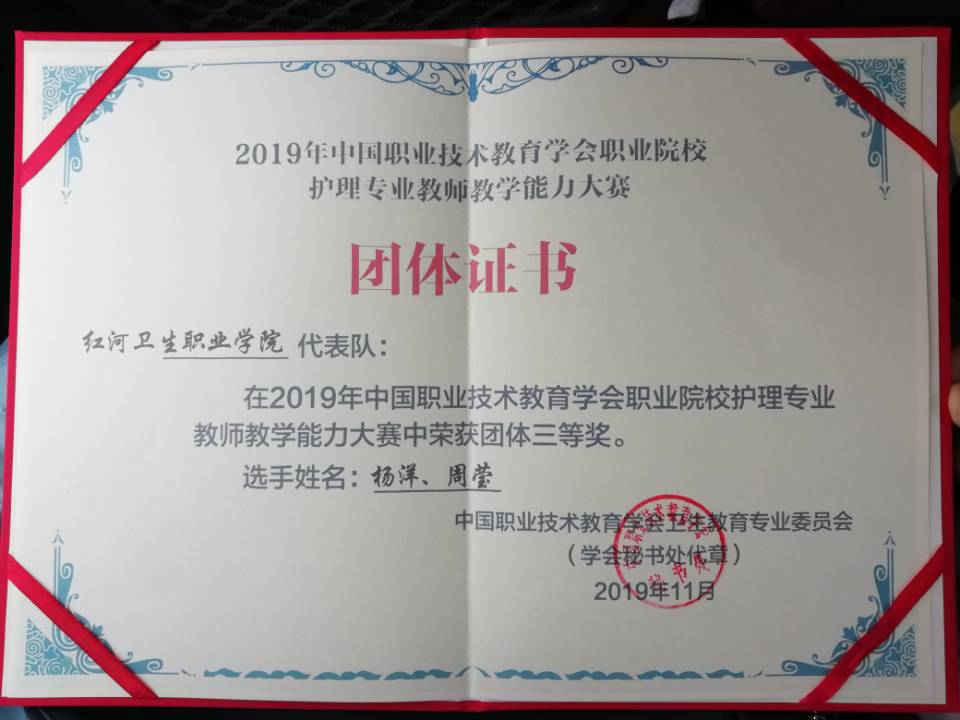 2019年中国职业技术教育学会职业院校
护理专业教师教学能力大赛
团体证书
红河卫生职业学院 代表队：
在2019年中国职业技术教育学会职业院校护理专业
教师教学能力大赛中荣获团体三等奖。
选手姓名：杨洋、周莹
中国职业技术教育学会卫生教育专业委员会
（学会秘书处代章）
2019年11月